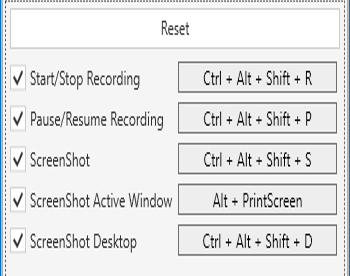 Reset
Start/Stop Recording Ctrl + Alt + Shift + R
Pause/Resume Recording Ctrl + Alt + Shift + P
ScreenShot Ctrl + Alt + Shift + S
ScreenShot Active Window Alt + PrintScreen
ScreenShot Desktop Ctrl + Alt + Shift + D